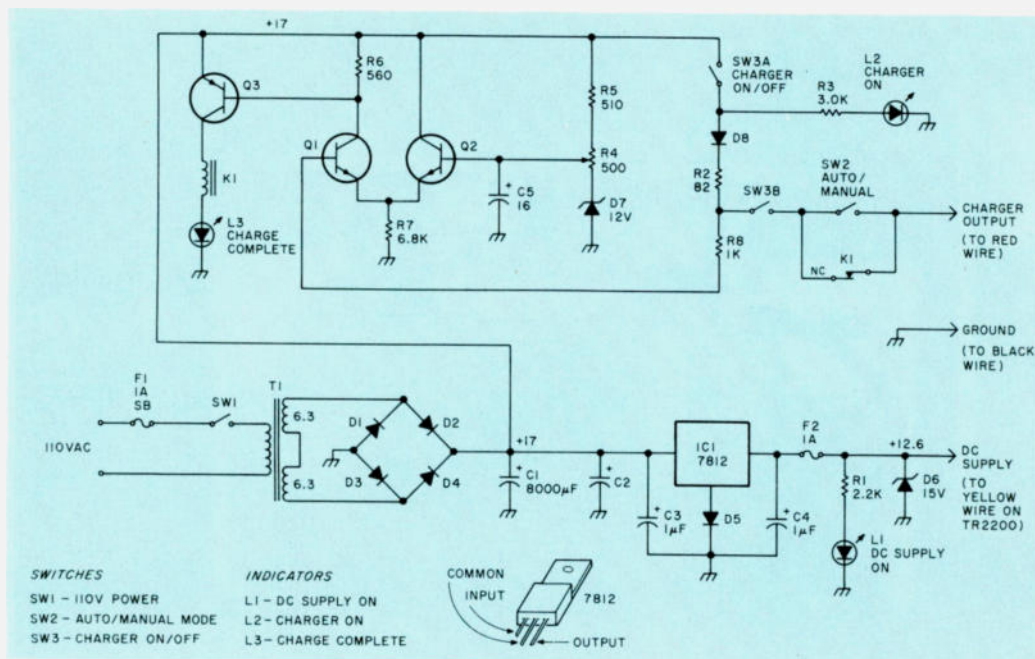 +17
R6
560
Q3
SW3A
CHARGER
ON/OFF
L2
CHARGER
ON
R3
3.0K
R5
510
Q1
Q2
R4
500
D8
K1
C5
16
D7
12V
R2
82
SW3B
SW2
AUTO/
MANUAL
L3
CHARGE
COMPLETE
R7
6.8K
R8
1K
NC
K1
CHARGER
OUTPUT
(TO RED
WIRE)
GROUND
(TO BLACK
WIRE)
F1
1A
SB
SW1
T1
6.3
6.3
110VAC
D1
D2
D3
D4
+17
C1
8000µF
C2
C3
1µF
IC1
7812
D5
C4
1µF
F2
1A
+12.6
R1
2.2K
D6
15V
L1
DC SUPPLY
ON
DC
SUPPLY
(TO
YELLOW
WIRE ON
TR2200)
SWITCHES
SW1 - 110V POWER
SW2 - AUTO/MANUAL MODE
SW3 - CHARGER ON/OFF
INDICATORS
L1 - DC SUPPLY ON
L2 - CHARGER ON
L3 - CHARGE COMPLETE
COMMON
INPUT
7812
OUTPUT